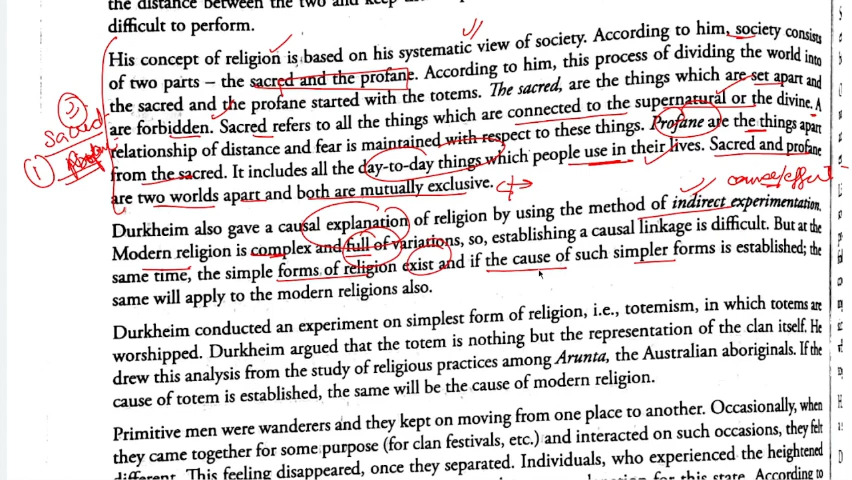 the distance between the two and keep
difficult to perform.
His concept of religion is based on his systematic view of society. According to him, society consists
of two parts – the sacred and the profane. According to him, this process of dividing the world into
the sacred and the profane started with the totems. The sacred, are the things which are set apart and
are forbidden. Sacred refers to all the things which are connected to the supernatural or the divine. A
relationship of distance and fear is maintained with respect to these things. Profane are the things apart
from the sacred. It includes all the day-to-day things which people use in their lives. Sacred and profane
are two worlds apart and both are mutually exclusive.
Sacred
cause/effect
Durkheim also gave a causal explanation of religion by using the method of indirect experimentation.
Modern religion is complex and full of variations, so, establishing a causal linkage is difficult. But at the
same time, the simple forms of religion exist and if the cause of such simpler forms is established; the
same will apply to the modern religions also.
Durkheim conducted an experiment on simplest form of religion, i.e., totemism, in which totems are
worshipped. Durkheim argued that the totem is nothing but the representation of the clan itself. He
drew this analysis from the study of religious practices among Arunta, the Australian aboriginals. If the
cause of totem is established, the same will be the cause of modern religion.
Primitive men were wanderers and they kept on moving from one place to another. Occasionally, when
they came together for some purpose (for clan festivals, etc.) and interacted on such occasions, they felt
different. This feeling disappeared, once they separated. Individuals, who experienced the heightened
for this state. According to